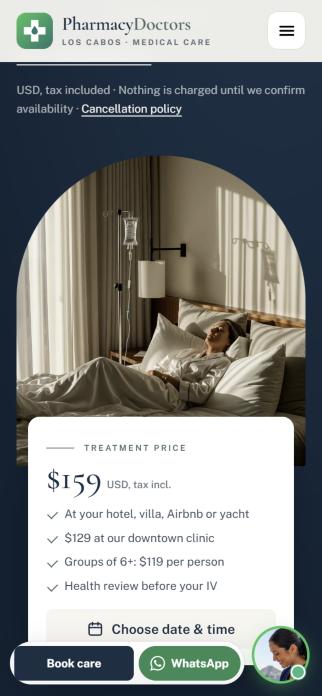 PharmacyDoctors
LOS CABOS · MEDICAL CARE
USD, tax included · Nothing is charged until we confirm
availability · Cancellation policy
TREATMENT PRICE
$159 USD, tax incl.
At your hotel, villa, Airbnb or yacht
$129 at our downtown clinic
Groups of 6+: $119 per person
Health review before your IV
Choose date & time
Book care
WhatsApp